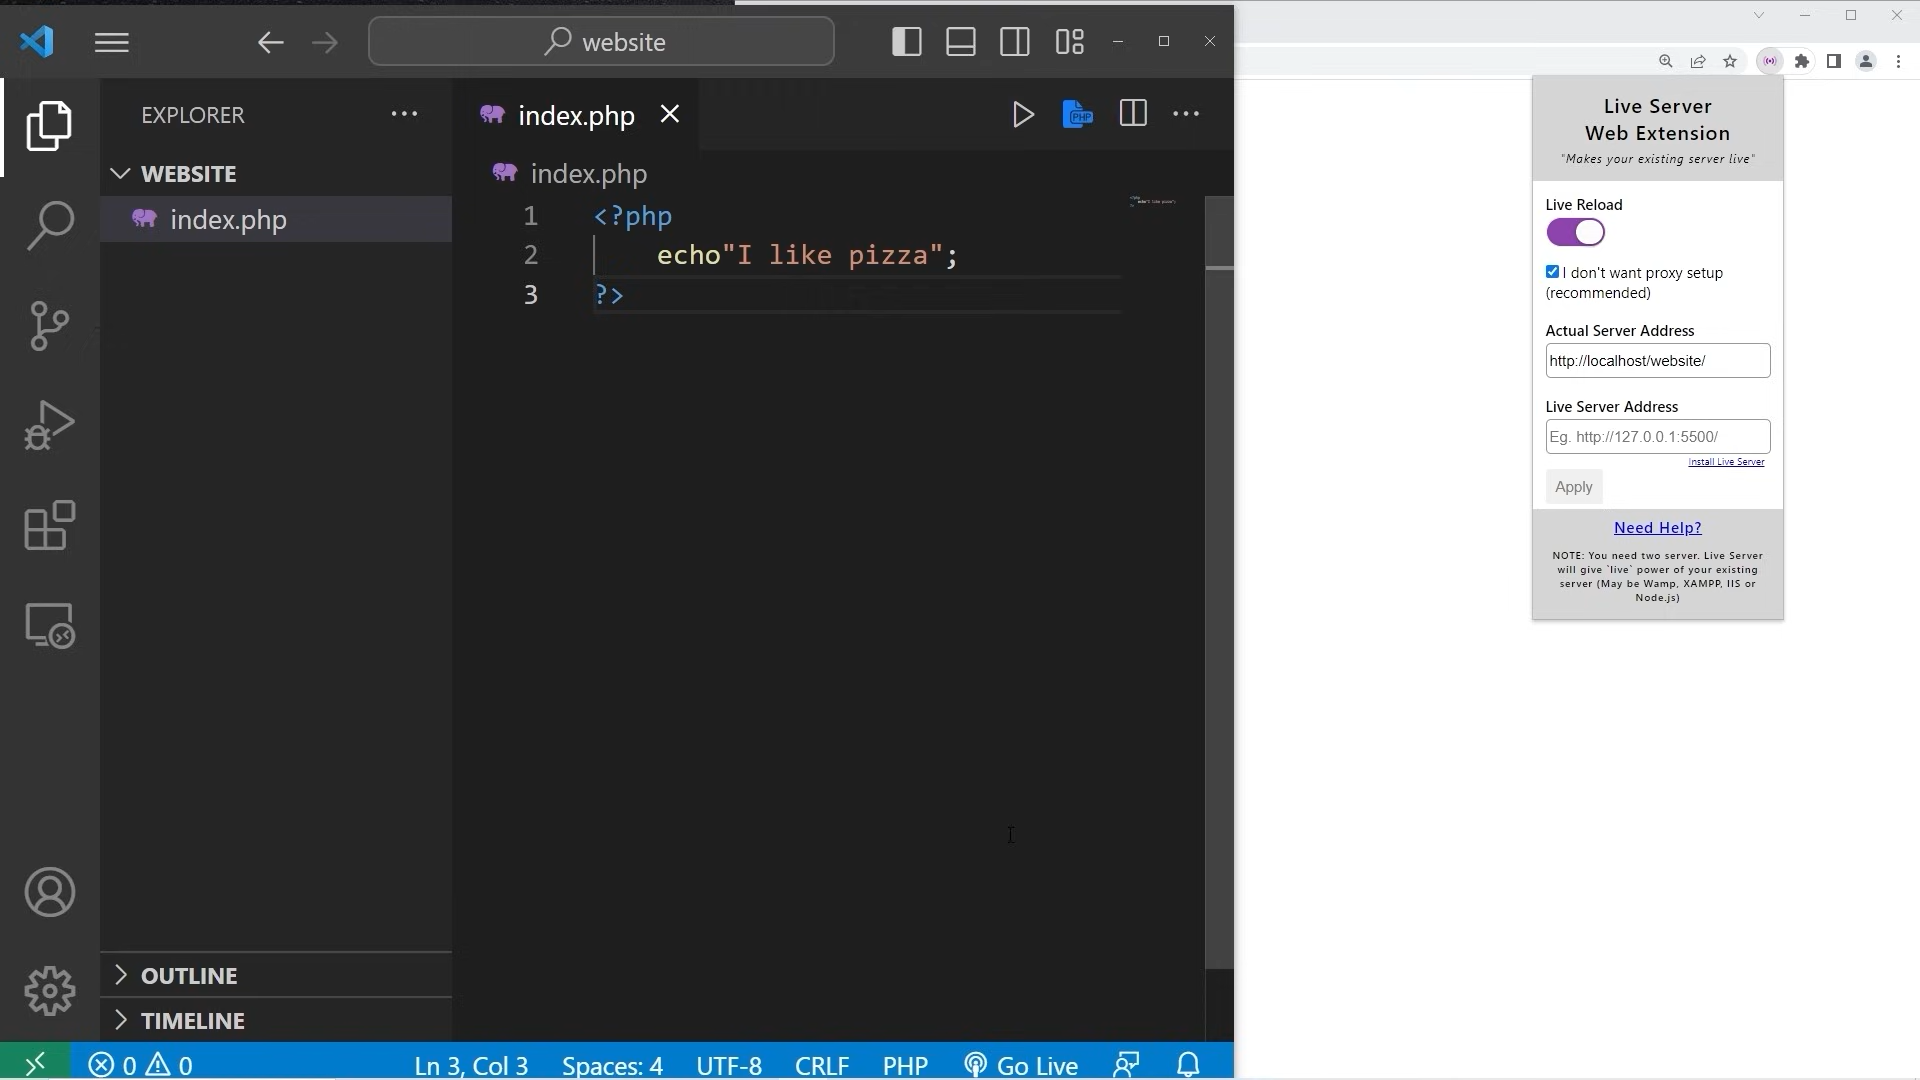 website
EXPLORER
WEBSITE
index.php
OUTLINE
TIMELINE
index.php
PHP
index.php
1 <?php
2 echo"I like pizza";
3 ?>
0 0
Ln 3, Col 3
Spaces: 4
UTF-8
CRLF
PHP
Go Live
Live Server
Web Extension
"Makes your existing server live"
Live Reload
I don't want proxy setup
(recommended)
Actual Server Address
http://localhost/website/
Live Server Address
Eg. http://127.0.0.1:5500/
Install Live Server
Apply
Need Help?
NOTE: You need two server. Live Server
will give `live` power of your existing
server (May be Wamp, XAMPP, IIS or
Node.js)